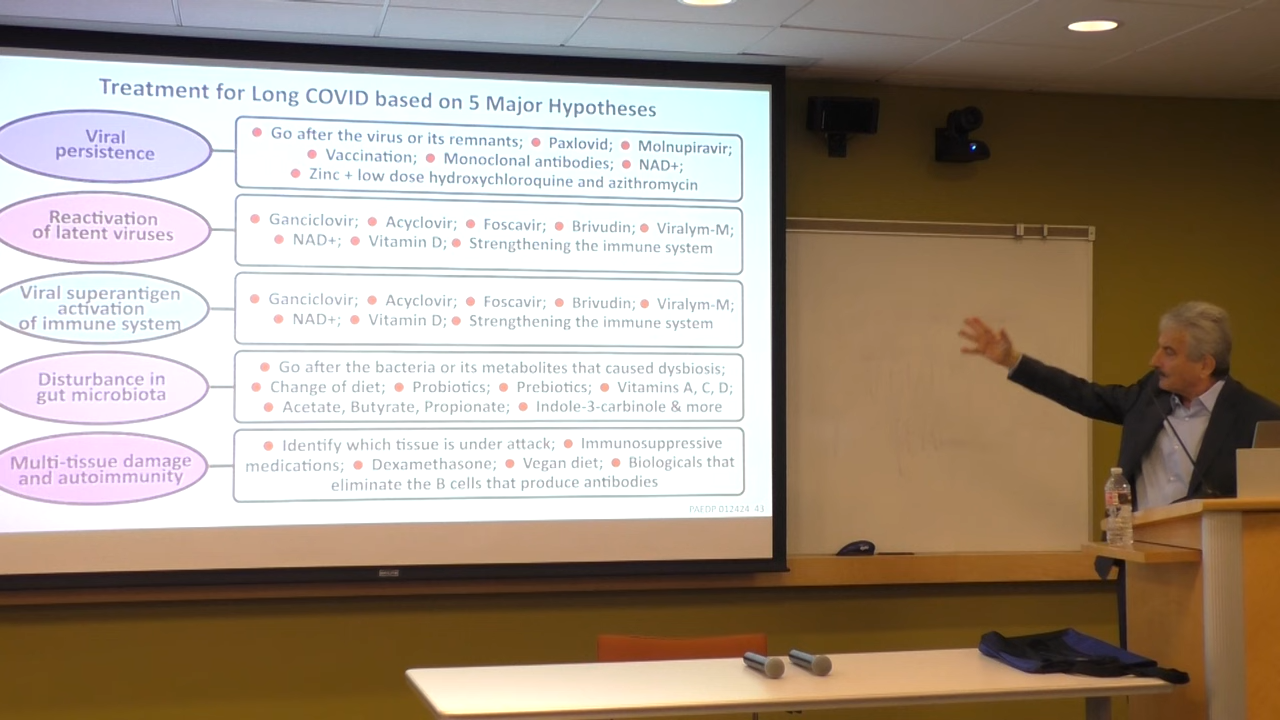 Treatment for Long COVID based on 5 Major Hypotheses
Viral
persistence
● Go after the virus or its remnants; ● Paxlovid; ● Molnupiravir;
● Vaccination; ● Monoclonal antibodies; ● NAD+;
● Zinc + low dose hydroxychloroquine and azithromycin
Reactivation
of latent viruses
● Ganciclovir; ● Acyclovir; ● Foscavir; ● Brivudin; ● Viralym-M;
● NAD+; ● Vitamin D; ● Strengthening the immune system
Viral superantigen
activation
of immune system
● Ganciclovir; ● Acyclovir; ● Foscavir; ● Brivudin; ● Viralym-M;
● NAD+; ● Vitamin D; ● Strengthening the immune system
Disturbance in
gut microbiota
● Go after the bacteria or its metabolites that caused dysbiosis;
● Change of diet; ● Probiotics; ● Prebiotics; ● Vitamins A, C, D;
● Acetate, Butyrate, Propionate; ● Indole-3-carbinole & more
Multi-tissue damage
and autoimmunity
● Identify which tissue is under attack; ● Immunosuppressive
medications; ● Dexamethasone; ● Vegan diet; ● Biologicals that
eliminate the B cells that produce antibodies
PAEDP 012424 43